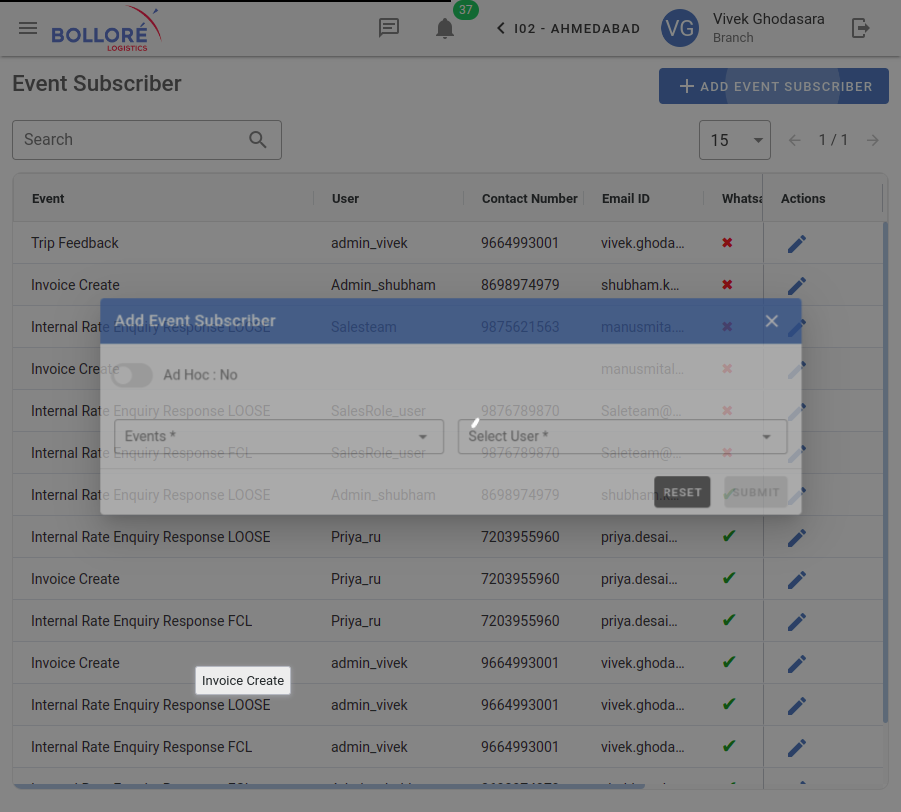 BOLLORÉ
LOGISTICS
37
I02 - AHMEDABAD
VG
Vivek Ghodasara
Branch
Event Subscriber
ADD EVENT SUBSCRIBER
Search
15
1 / 1
Event User Contact Number Email ID Whatsa Actions
Trip Feedback admin_vivek 9664993001 vivek.ghoda...
Invoice Create Admin_shubham 8698974979 shubham.k...
Internal Rate Enquiry Response LOOSE Salesteam 9875621563 manusmita....
Invoice Create manusmital...
Internal Rate Enquiry Response LOOSE SalesRole_user 9876789870 Saleteam@...
Internal Rate Enquiry Response FCL SalesRole_user 9876789870 Saleteam@...
Internal Rate Enquiry Response LOOSE Admin_shubham 8698974979 shubham.k...
Add Event Subscriber
Ad Hoc : No
Events *
Select User *
RESET
SUBMIT
Internal Rate Enquiry Response LOOSE Priya_ru 7203955960 priya.desai...
Invoice Create Priya_ru 7203955960 priya.desai...
Internal Rate Enquiry Response FCL Priya_ru 7203955960 priya.desai...
Invoice Create admin_vivek 9664993001 vivek.ghoda...
Invoice Create
Internal Rate Enquiry Response LOOSE admin_vivek 9664993001 vivek.ghoda...
Internal Rate Enquiry Response FCL admin_vivek 9664993001 vivek.ghoda...